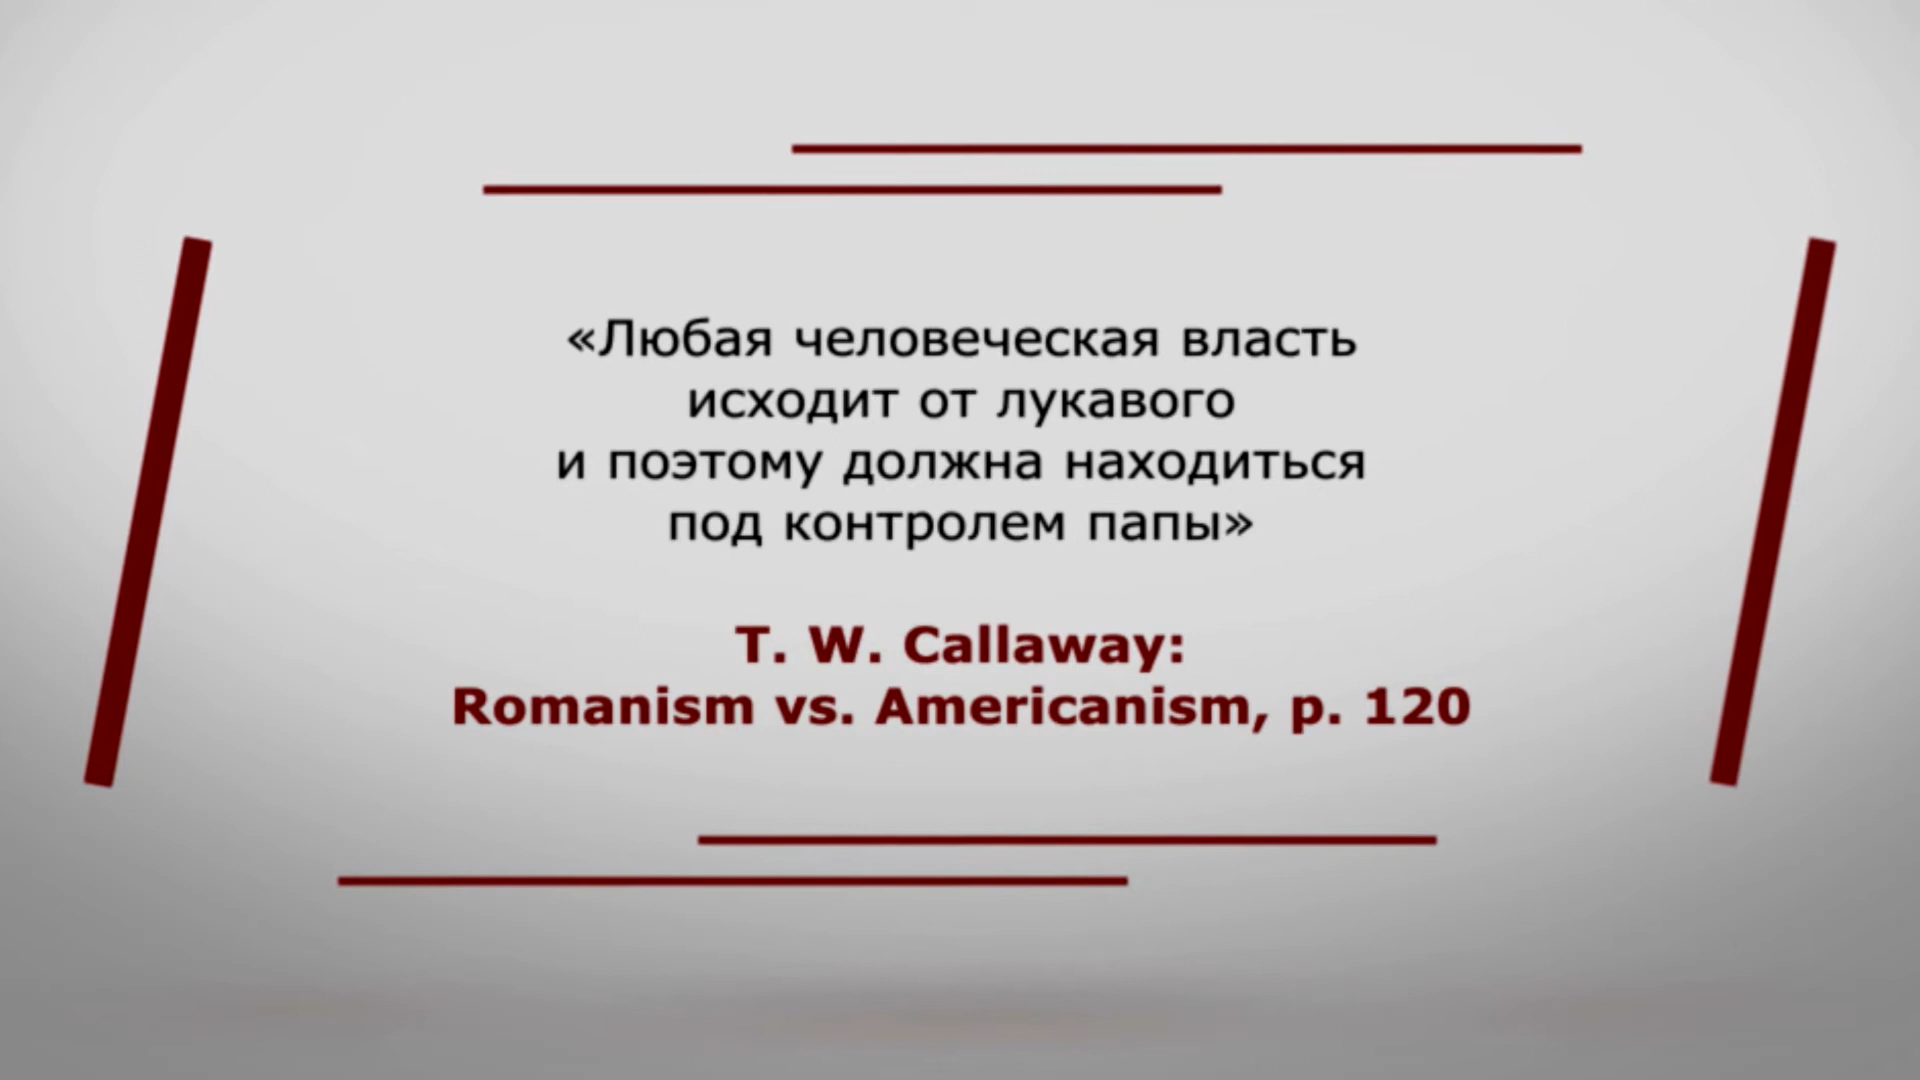 «Любая человеческая власть
исходит от лукавого
и поэтому должна находиться
под контролем папы»
T. W. Callaway:
Romanism vs. Americanism, p. 120